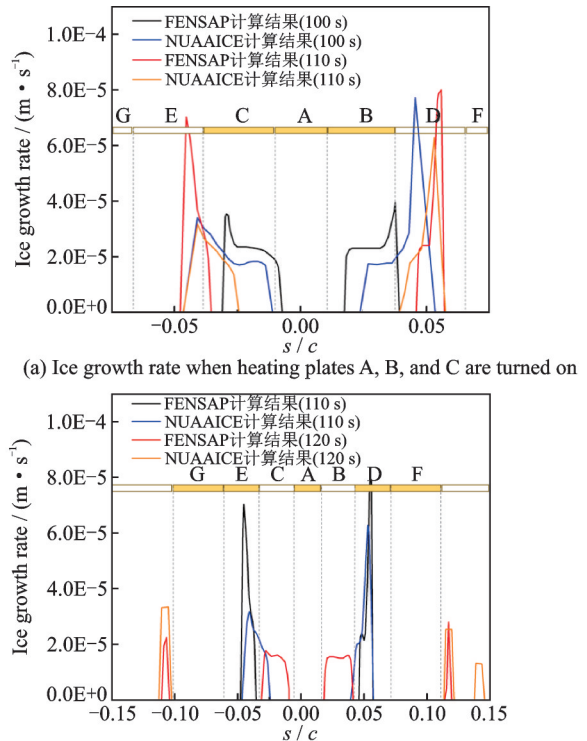 FENSAP计算结果(100 s)
NUAAICE计算结果(100 s)
FENSAP计算结果(110 s)
NUAAICE计算结果(110 s)
1.0E-4
8.0E-5
6.0E-5
4.0E-5
2.0E-5
0.0E+0
Ice growth rate / (m·s⁻¹)
G E C A B D F
−0.05 0.00 0.05
s / c
(a) Ice growth rate when heating plates A, B, and C are turned on
FENSAP计算结果(110 s)
NUAAICE计算结果(110 s)
FENSAP计算结果(120 s)
NUAAICE计算结果(120 s)
1.0E-4
8.0E-5
6.0E-5
4.0E-5
2.0E-5
0.0E+0
Ice growth rate / (m·s⁻¹)
G E C A B D F
−0.15 −0.10 −0.05 0.00 0.05 0.10 0.15
s / c